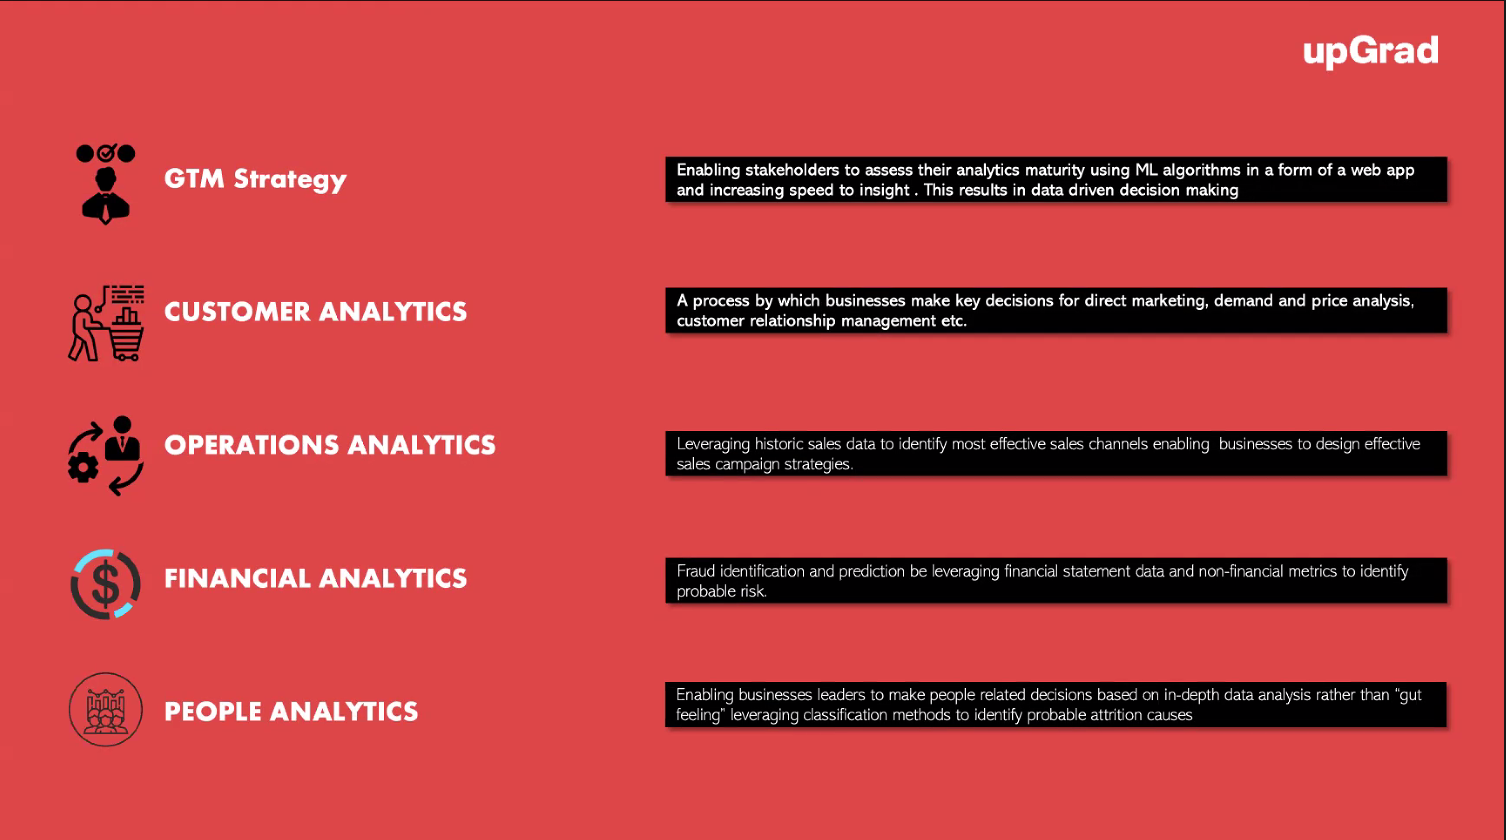 upGrad
GTM Strategy
Enabling stakeholders to assess their analytics maturity using ML algorithms in a form of a web app
and increasing speed to insight . This results in data driven decision making
CUSTOMER ANALYTICS
A process by which businesses make key decisions for direct marketing, demand and price analysis,
customer relationship management etc.
OPERATIONS ANALYTICS
Leveraging historic sales data to identify most effective sales channels enabling  businesses to design effective
sales campaign strategies.
FINANCIAL ANALYTICS
Fraud identification and prediction be leveraging financial statement data and non-financial metrics to identify
probable risk.
PEOPLE ANALYTICS
Enabling businesses leaders to make people related decisions based on in-depth data analysis rather than “gut
feeling” leveraging classification methods to identify probable attrition causes